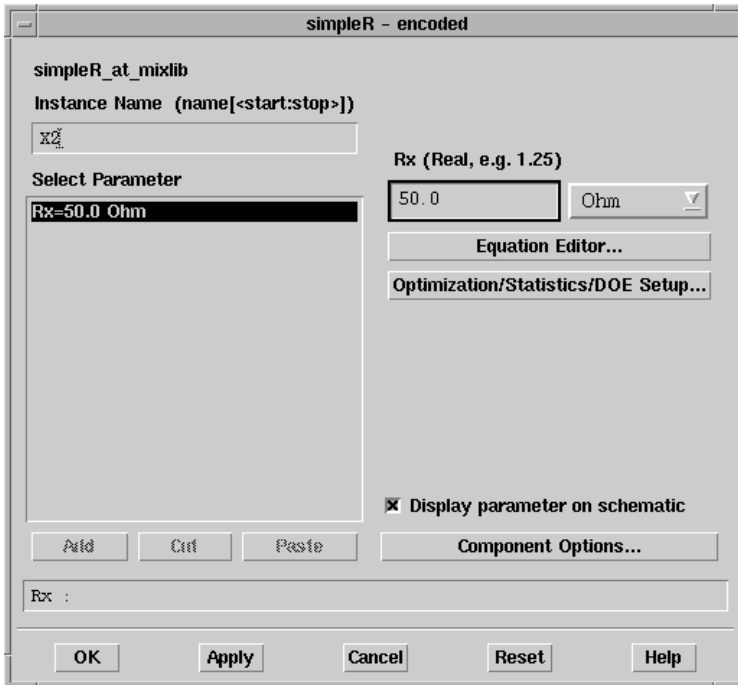 simpleR - encoded
simpleR_at_mixlib
Instance Name (name[<start:stop>])
X2
Select Parameter
Rx=50.0 Ohm
Add
Cut
Paste
Rx (Real, e.g. 1.25)
50.0
Ohm
Equation Editor...
Optimization/Statistics/DOE Setup...
Display parameter on schematic
Component Options...
Rx :
OK
Apply
Cancel
Reset
Help